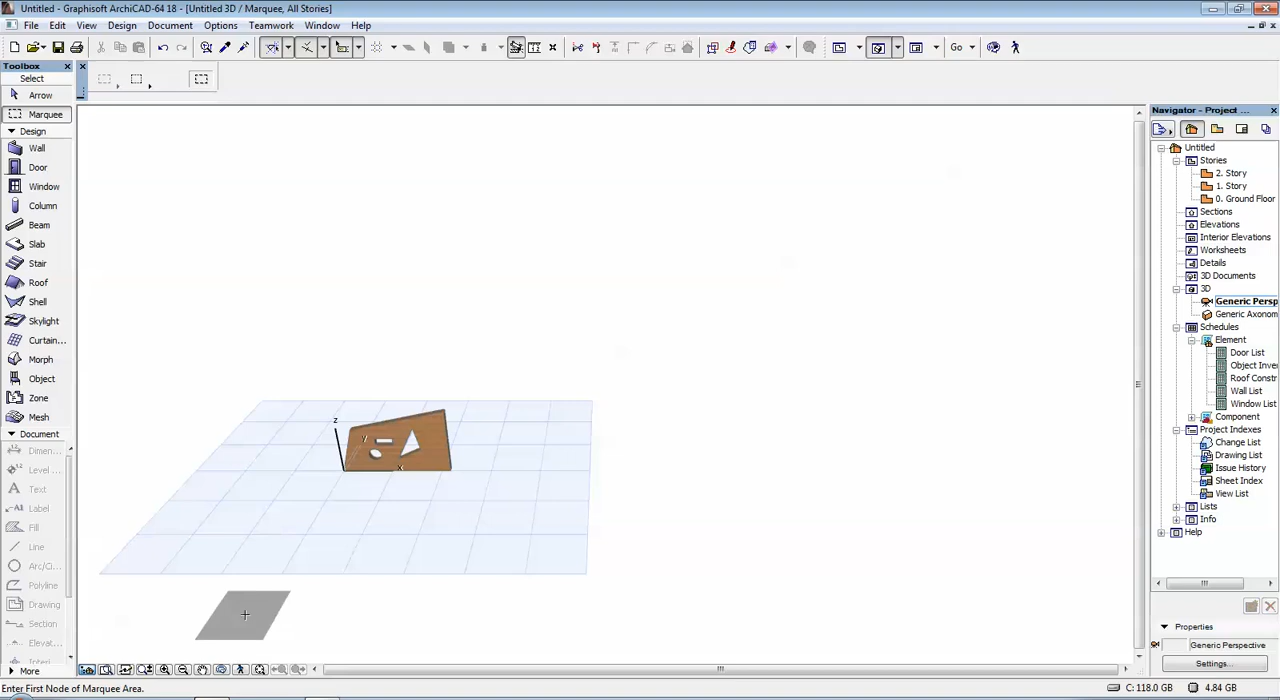 Untitled - Graphisoft ArchiCAD-64 18 - [Untitled 3D / Marquee, All Stories]
File Edit View Design Document Options Teamwork Window Help
Go
Toolbox
Select
Arrow
Marquee
Design
Wall
Door
Window
Column
Beam
Slab
Stair
Roof
Shell
Skylight
Curtain...
Morph
Object
Zone
Mesh
Document
Dimen...
Level ...
Text
Label
Fill
Line
Arc/Ci...
Polyline
Drawing
Section
Elevat...
Interi...
More
z
y
x
Navigator - Project ...
Untitled
Stories
2. Story
1. Story
0. Ground Floor
Sections
Elevations
Interior Elevations
Worksheets
Details
3D Documents
3D
Generic Persp
Generic Axonom
Schedules
Element
Door List
Object Inve
Roof Constr
Wall List
Window List
Component
Project Indexes
Change List
Drawing List
Issue History
Sheet Index
View List
Lists
Info
Help
Properties
Generic Perspective
Settings...
Enter First Node of Marquee Area.
C: 118.0 GB
4.84 GB